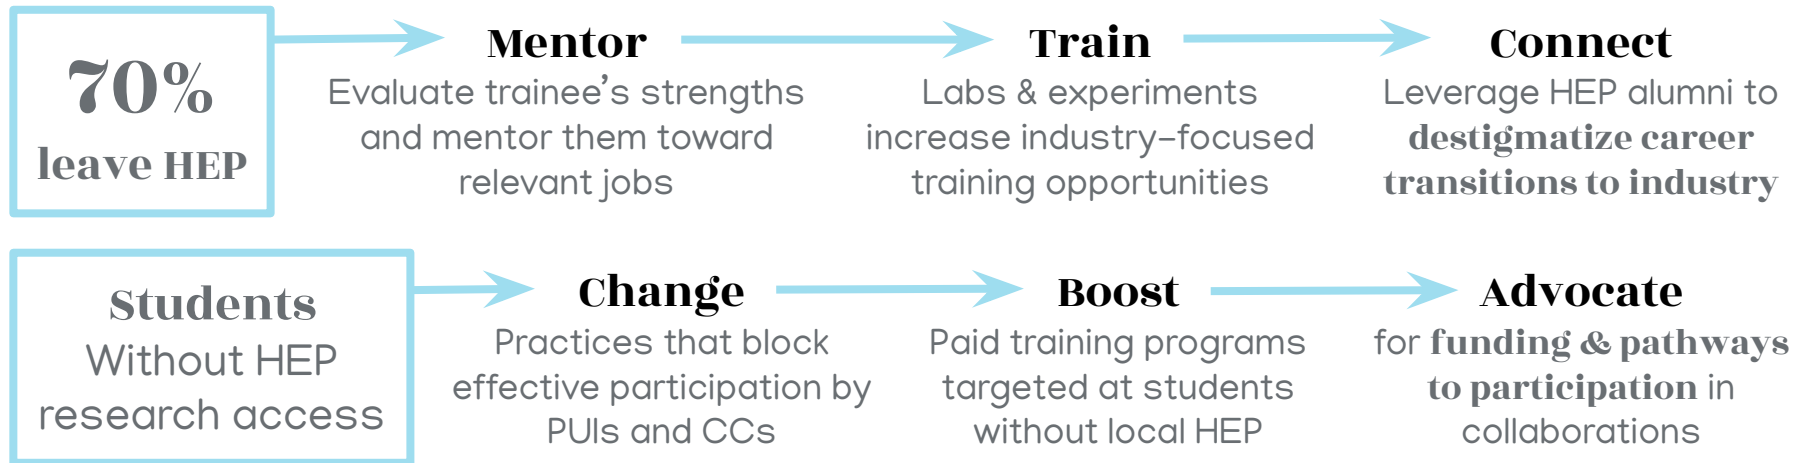 70%
leave HEP
Mentor
Evaluate trainee's strengths
and mentor them toward
relevant jobs
Train
Labs & experiments
increase industry-focused
training opportunities
Connect
Leverage HEP alumni to
destigmatize career
transitions to industry
Students
Without HEP
research access
Change
Practices that block
effective participation by
PUIs and CCs
Boost
Paid training programs
targeted at students
without local HEP
Advocate
for funding & pathways
to participation in
collaborations